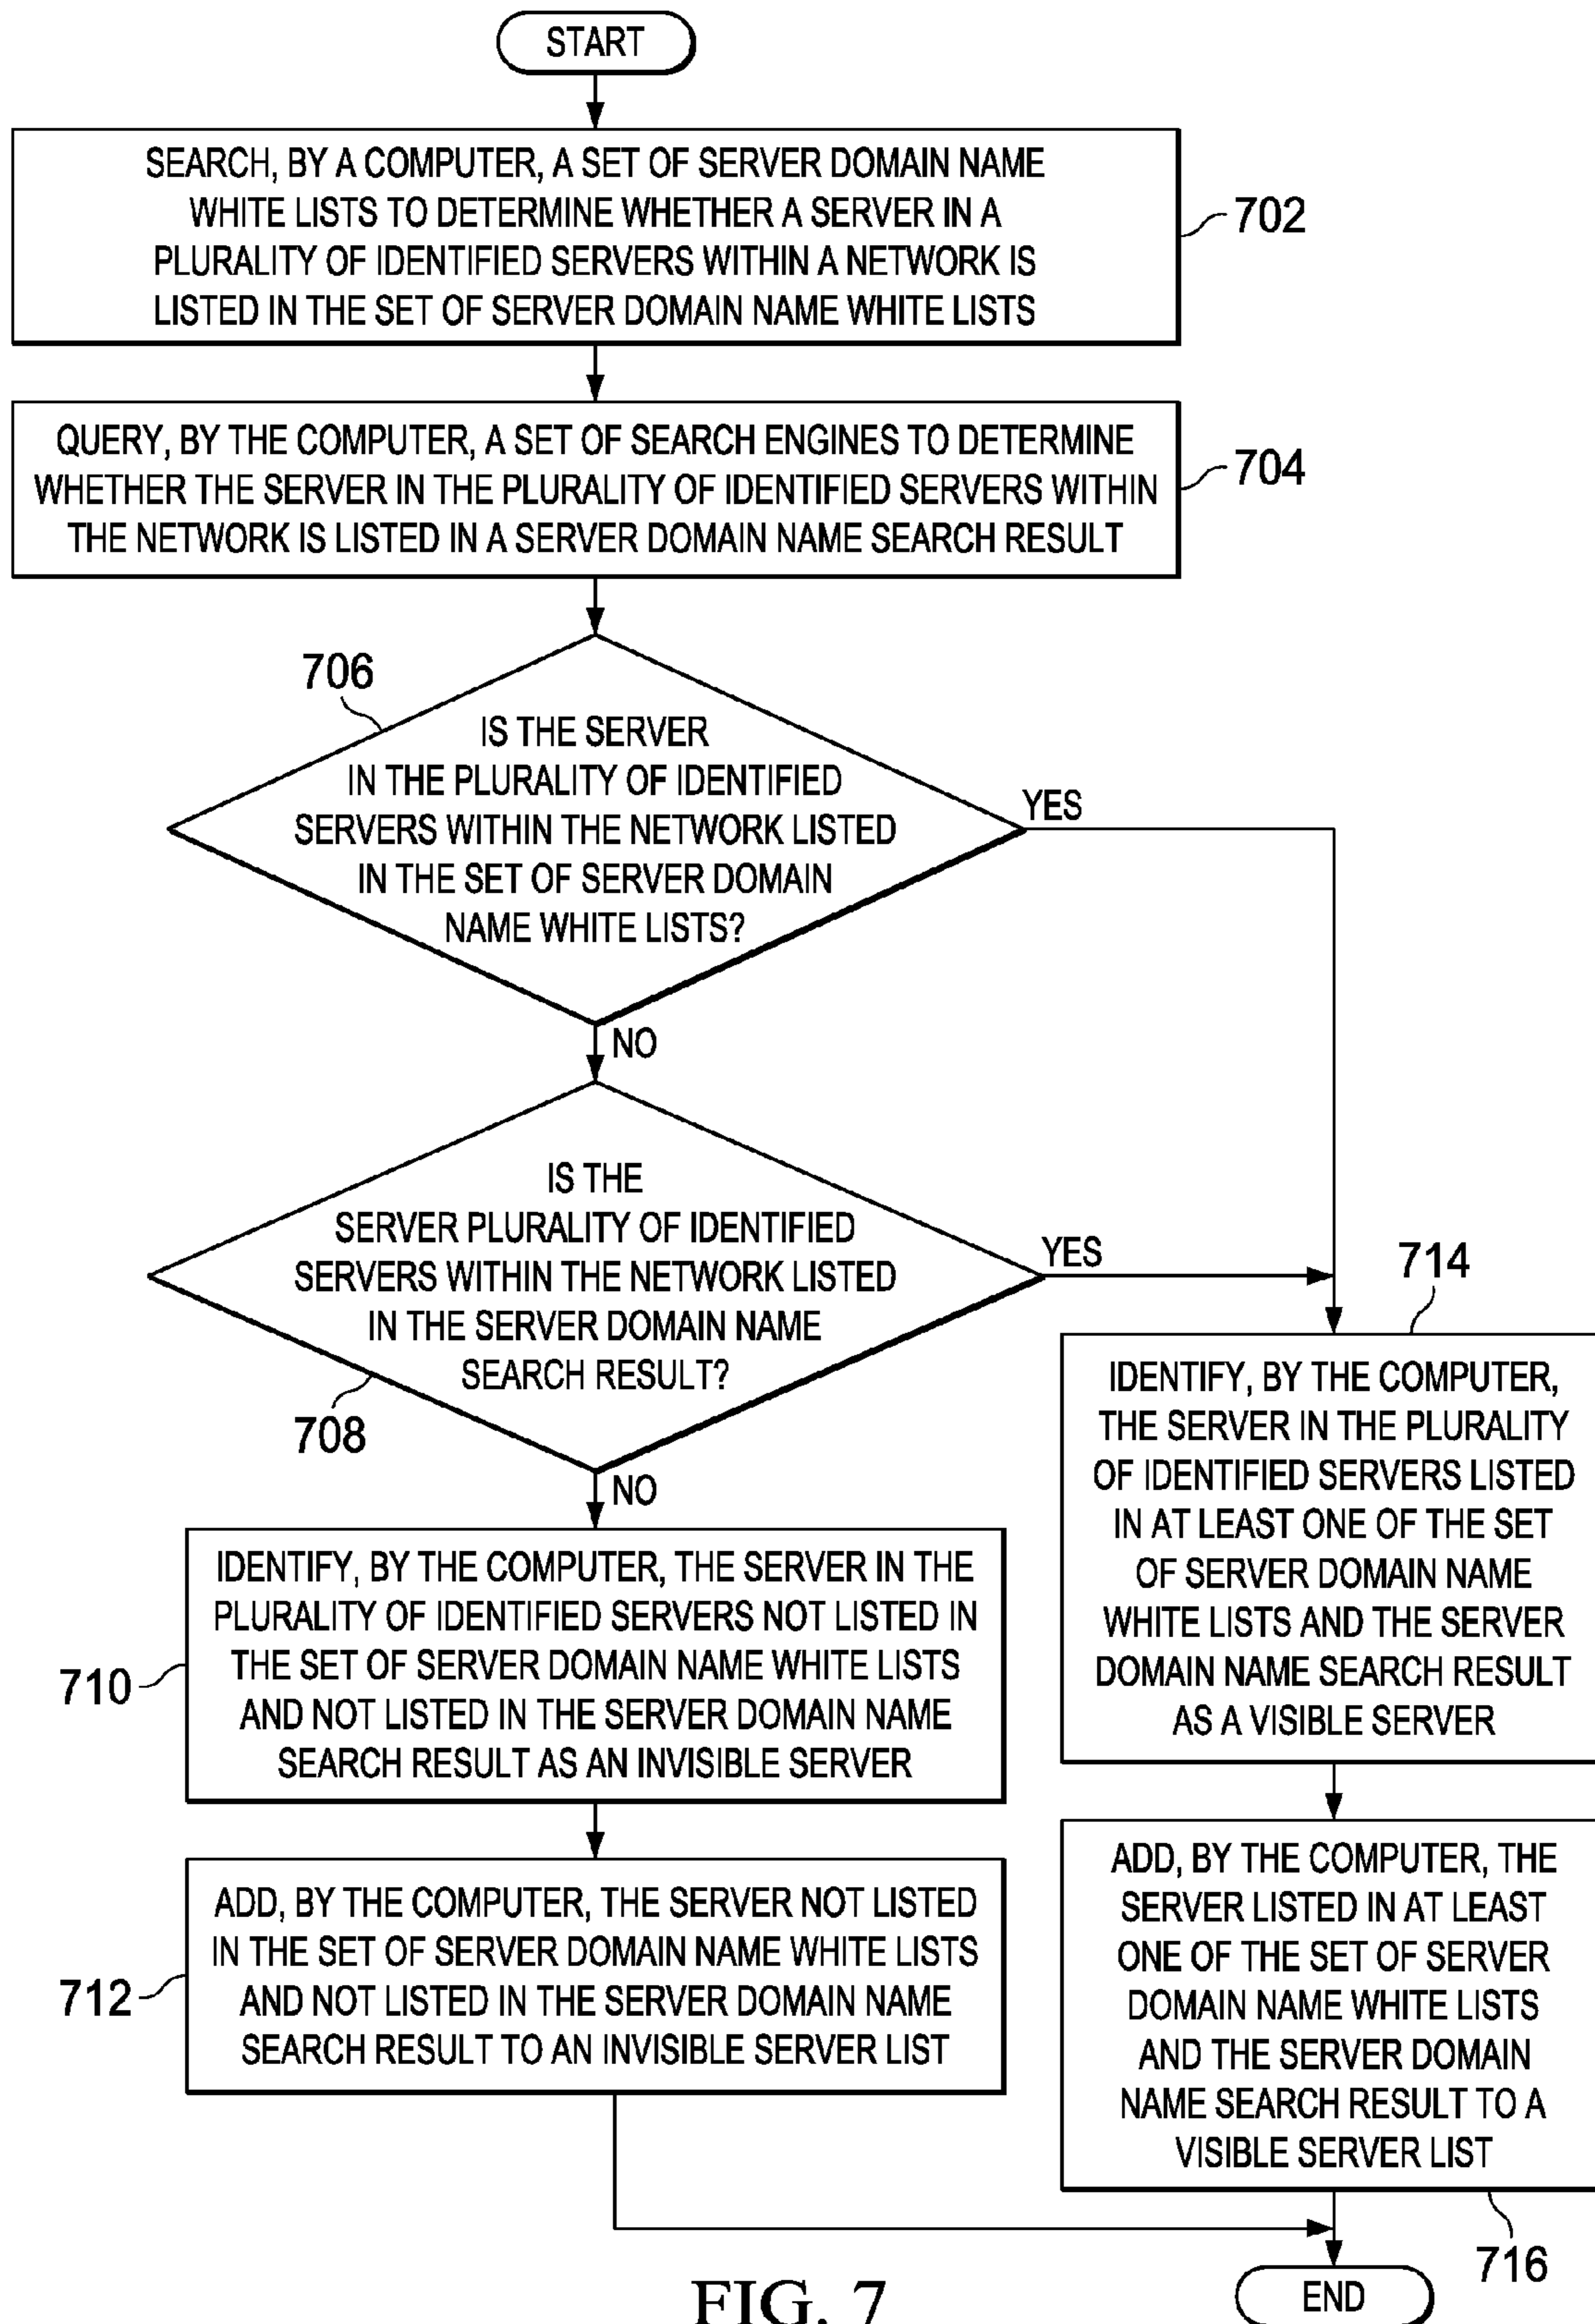 START
SEARCH, BY A COMPUTER, A SET OF SERVER DOMAIN NAME
WHITE LISTS TO DETERMINE WHETHER A SERVER IN A
PLURALITY OF IDENTIFIED SERVERS WITHIN A NETWORK IS
LISTED IN THE SET OF SERVER DOMAIN NAME WHITE LISTS
702
QUERY, BY THE COMPUTER, A SET OF SEARCH ENGINES TO DETERMINE
WHETHER THE SERVER IN THE PLURALITY OF IDENTIFIED SERVERS WITHIN
THE NETWORK IS LISTED IN A SERVER DOMAIN NAME SEARCH RESULT
704
706
IS THE SERVER
IN THE PLURALITY OF IDENTIFIED
SERVERS WITHIN THE NETWORK LISTED
IN THE SET OF SERVER DOMAIN
NAME WHITE LISTS?
YES
NO
IS THE
SERVER PLURALITY OF IDENTIFIED
SERVERS WITHIN THE NETWORK LISTED
IN THE SERVER DOMAIN NAME
SEARCH RESULT?
YES
708
NO
IDENTIFY, BY THE COMPUTER, THE SERVER IN THE
PLURALITY OF IDENTIFIED SERVERS NOT LISTED IN
THE SET OF SERVER DOMAIN NAME WHITE LISTS
AND NOT LISTED IN THE SERVER DOMAIN NAME
SEARCH RESULT AS AN INVISIBLE SERVER
710
ADD, BY THE COMPUTER, THE SERVER NOT LISTED
IN THE SET OF SERVER DOMAIN NAME WHITE LISTS
AND NOT LISTED IN THE SERVER DOMAIN NAME
SEARCH RESULT TO AN INVISIBLE SERVER LIST
712
714
IDENTIFY, BY THE COMPUTER,
THE SERVER IN THE PLURALITY
OF IDENTIFIED SERVERS LISTED
IN AT LEAST ONE OF THE SET
OF SERVER DOMAIN NAME
WHITE LISTS AND THE SERVER
DOMAIN NAME SEARCH RESULT
AS A VISIBLE SERVER
ADD, BY THE COMPUTER, THE
SERVER LISTED IN AT LEAST
ONE OF THE SET OF SERVER
DOMAIN NAME WHITE LISTS
AND THE SERVER DOMAIN
NAME SEARCH RESULT TO A
VISIBLE SERVER LIST
716
END
FIG. 7